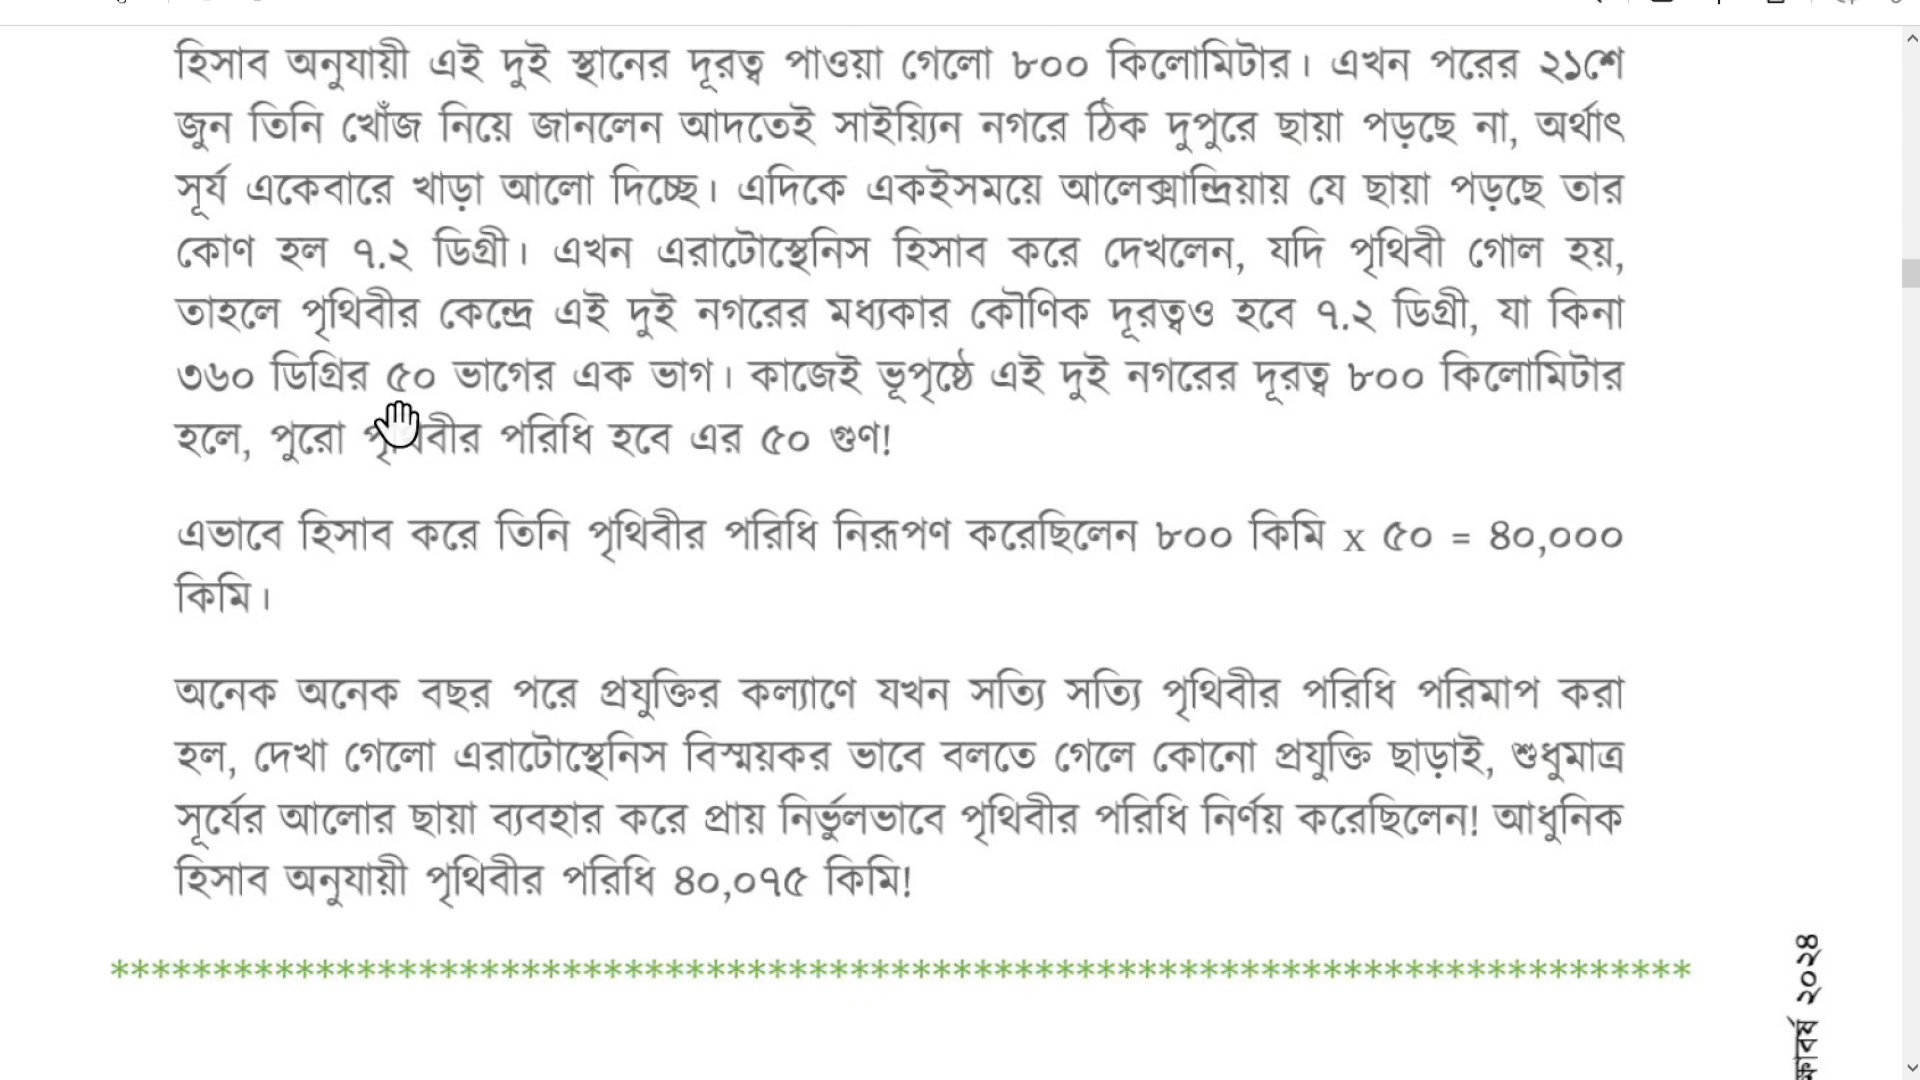 হিসাব অনুযায়ী এই দুই স্থানের দূরত্ব পাওয়া গেলো ৮০০ কিলোমিটার। এখন পরের ২১শে
জুন তিনি খোঁজ নিয়ে জানলেন আদতেই সাইয়্যিন নগরে ঠিক দুপুরে ছায়া পড়ছে না, অর্থাৎ
সূর্য একেবারে খাড়া আলো দিচ্ছে। এদিকে একইসময়ে আলেক্সান্দ্রিয়ায় যে ছায়া পড়ছে তার
কোণ হল ৭.২ ডিগ্রী। এখন এরাটোস্থেনিস হিসাব করে দেখলেন, যদি পৃথিবী গোল হয়,
তাহলে পৃথিবীর কেন্দ্রে এই দুই নগরের মধ্যকার কৌণিক দূরত্বও হবে ৭.২ ডিগ্রী, যা কিনা
৩৬০ ডিগ্রির ৫০ ভাগের এক ভাগ। কাজেই ভূপৃষ্ঠে এই দুই নগরের দূরত্ব ৮০০ কিলোমিটার
হলে, পুরো পৃথিবীর পরিধি হবে এর ৫০ গুণ!
এভাবে হিসাব করে তিনি পৃথিবীর পরিধি নিরূপণ করেছিলেন ৮০০ কিমি x ৫০ = ৪০,০০০
কিমি।
অনেক অনেক বছর পরে প্রযুক্তির কল্যাণে যখন সত্যি সত্যি পৃথিবীর পরিধি পরিমাপ করা
হল, দেখা গেলো এরাটোস্থেনিস বিস্ময়কর ভাবে বলতে গেলে কোনো প্রযুক্তি ছাড়াই, শুধুমাত্র
সূর্যের আলোর ছায়া ব্যবহার করে প্রায় নির্ভুলভাবে পৃথিবীর পরিধি নির্ণয় করেছিলেন! আধুনিক
হিসাব অনুযায়ী পৃথিবীর পরিধি ৪০,০৭৫ কিমি!
২০২৪